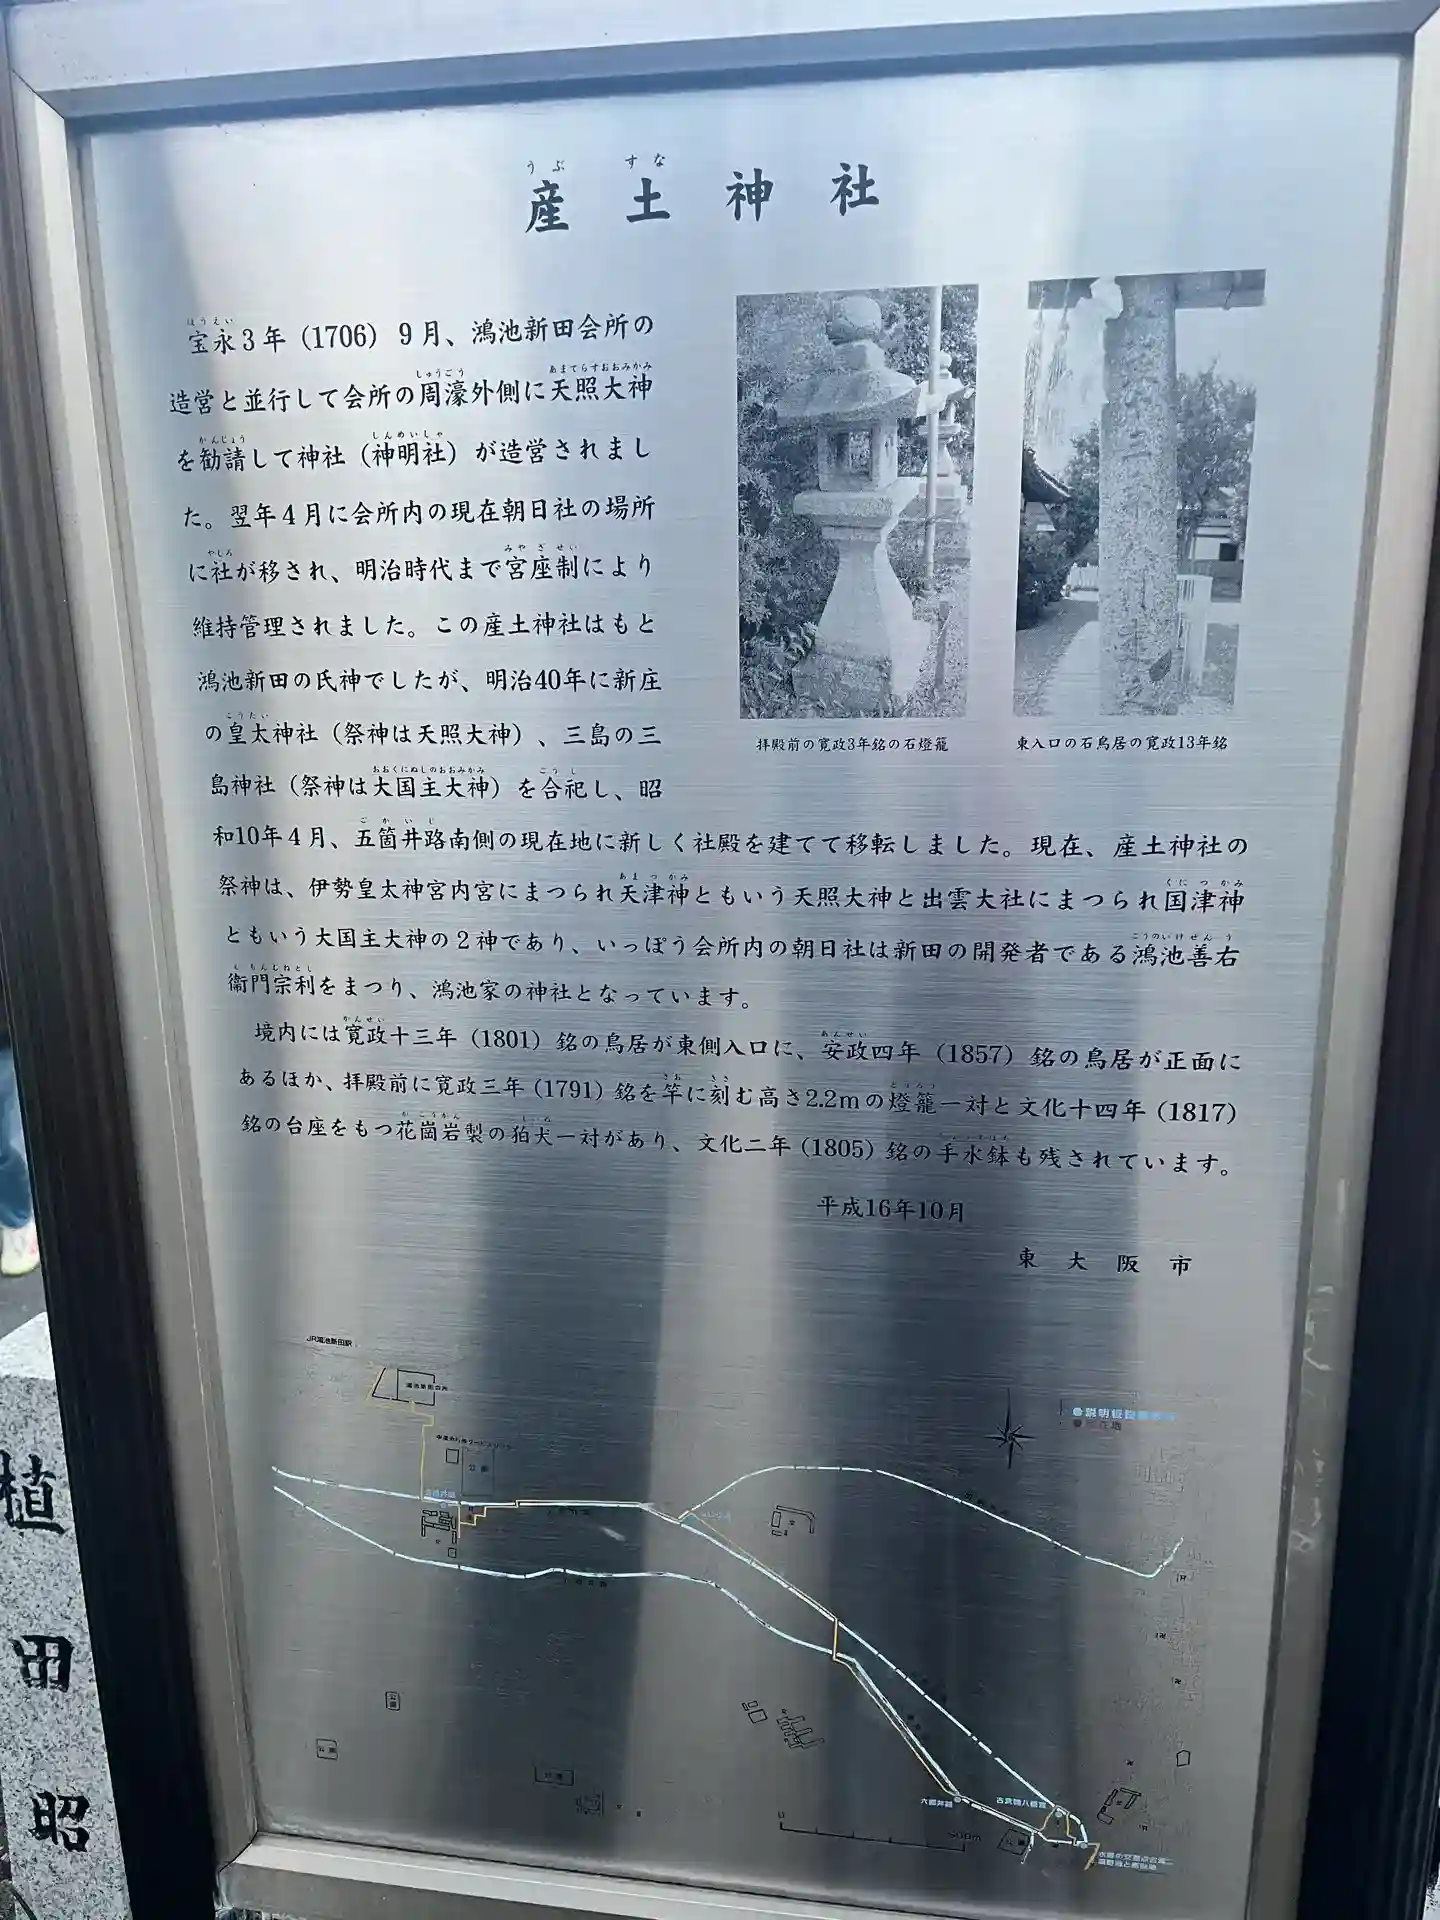 産土神社
宝永3年（1706）9月、鴻池新田会所の
造営と並行して会所の周濠外側に天照大神
を勧請して神社（神明社）が造営されまし
た。翌年4月に会所内の現在朝日社の場所
に社が移され、明治時代まで宮座制により
維持管理されました。この産土神社はもと
鴻池新田の氏神でしたが、明治40年に新庄
の皇太神社（祭神は天照大神）、三島の三
島神社（祭神は大国主大神）を合祀し、昭
和10年4月、五箇井路南側の現在地に新しく社殿を建てて移転しました。現在、産土神社の
祭神は、伊勢皇太神宮内宮にまつられ天津神ともいう天照大神と出雲大社にまつられ国津神
ともいう大国主大神の2神であり、いっぽう会所内の朝日社は新田の開発者である鴻池善右
衞門宗利をまつり、鴻池家の神社となっています。
境内には寛政十三年（1801）銘の鳥居が東側入口に、安政四年（1857）銘の鳥居が正面に
あるほか、拝殿前に寛政三年（1791）銘を竿に刻む高さ2.2mの燈籠一対と文化十四年（1817）
銘の台座をもつ花崗岩製の狛犬一対があり、文化二年（1805）銘の手水鉢も残されています。
拝殿前の寛政3年銘の石燈籠
東入口の石鳥居の寛政13年銘
平成16年10月
東大阪市
JR鴻池新田駅
鴻池新田会所
公園
六郷井路
500m
植田昭